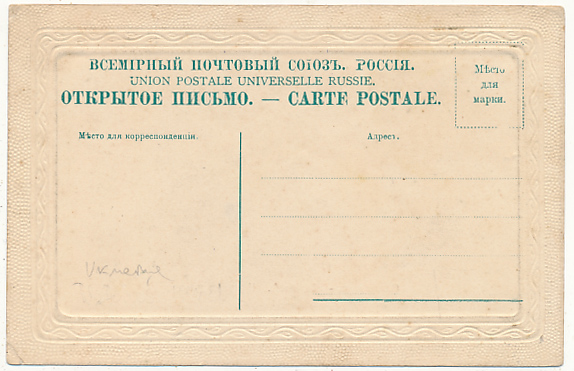 ВСЕМІРНЫЙ ПОЧТОВЫЙ СОЮЗЪ. РОССІЯ.
UNION POSTALE UNIVERSELLE RUSSIE.
ОТКРЫТОЕ ПИСЬМО. — CARTE POSTALE.
Мѣсто
для
марки.
Мѣсто для корреспонденціи.
Адресъ.